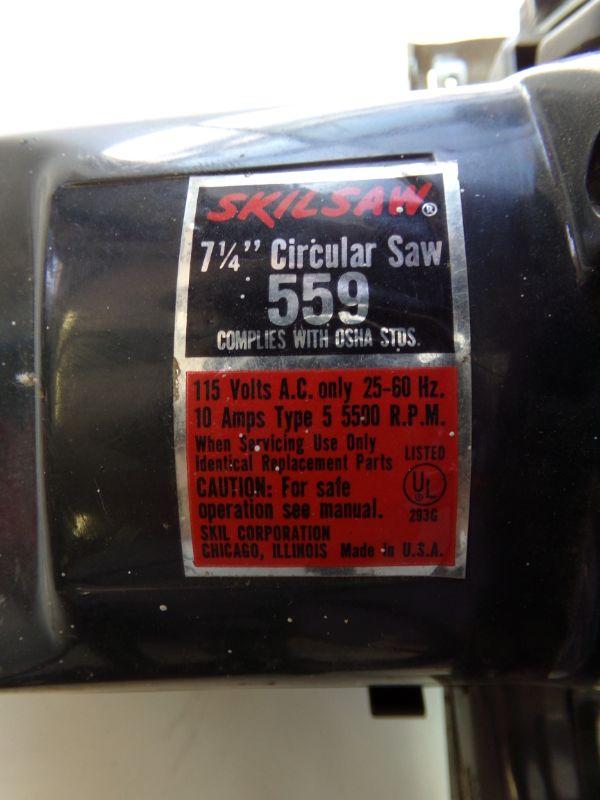 SKILSAW®
7¼" Circular Saw
559
COMPLIES WITH OSHA STDS.
115 Volts A.C. only 25-60 Hz.
10 Amps Type 5 5500 R.P.M.
When Servicing Use Only
Identical Replacement Parts
LISTED
UL®
293C
CAUTION: For safe
operation see manual.
SKIL CORPORATION
CHICAGO, ILLINOIS Made in U.S.A.